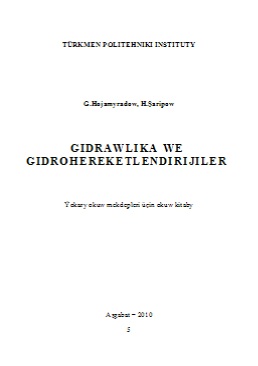 TÜRKMEN POLITEHNIKI INSTITUTY
G.Hojamyradow, H.Saripow
GIDRAWLIKA WE
GIDROHEREKETLENDIRIJILER
Ýokary okuw mekdepleri üçin okuw kitaby
Aşgabat – 2010
5